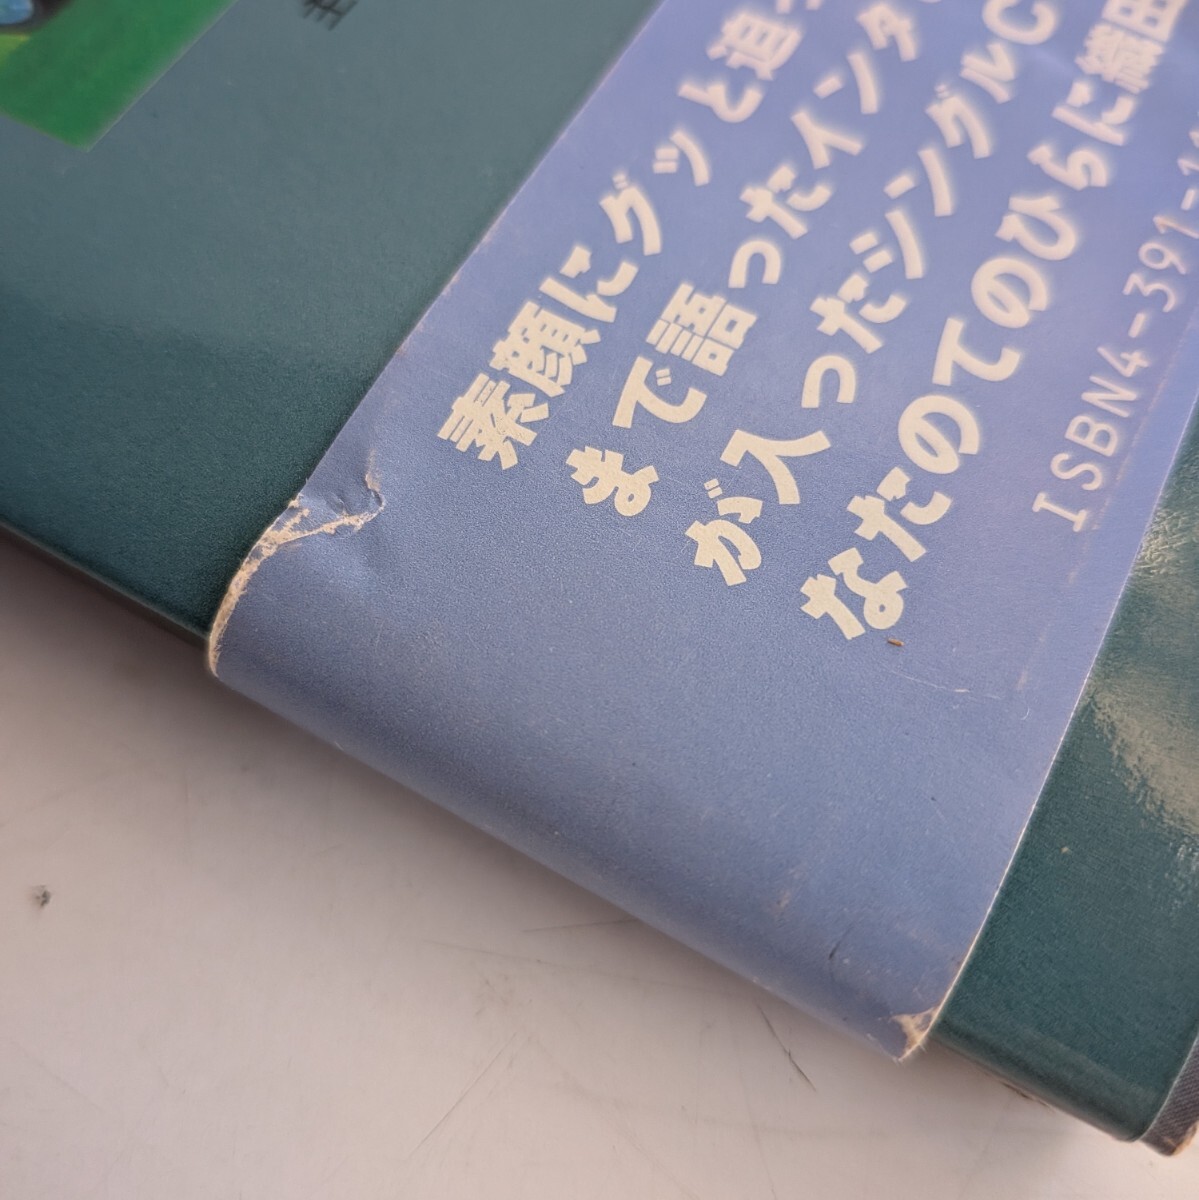 素顔にグッと迫っ
まで語ったインタ
が入ったシングルC
なたのてのひらに織田
ISBN4-391-1